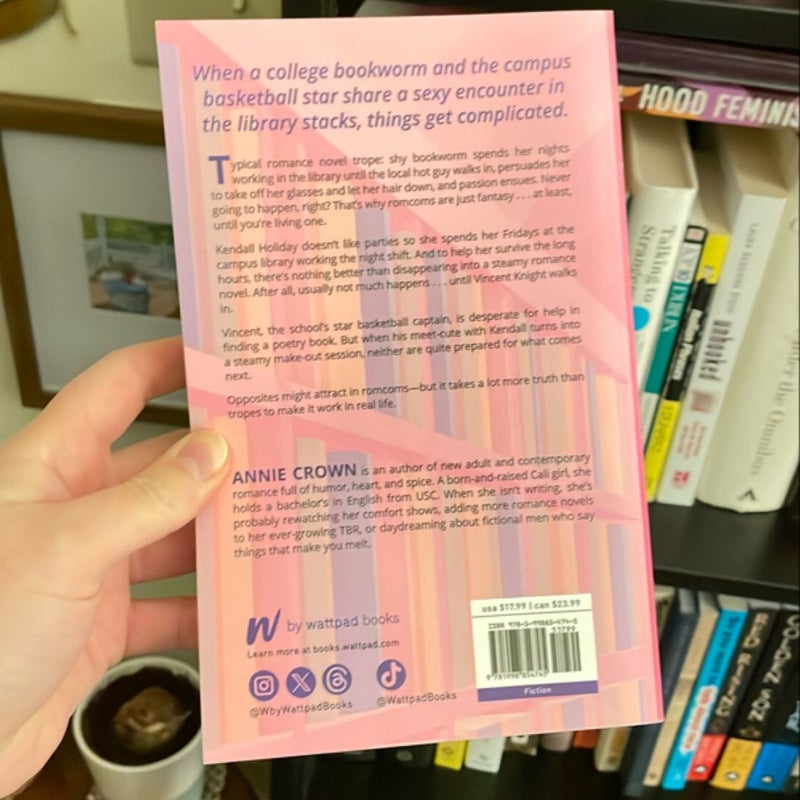 When a college bookworm and the campus
basketball star share a sexy encounter in
the library stacks, things get complicated.
Typical romance novel trope: shy bookworm spends her nights
working in the library until the local hot guy walks in, persuades her
to take off her glasses and let her hair down, and passion ensues. Never
going to happen, right? That's why romcoms are just fantasy . . . at least,
until you're living one.
Kendall Holiday doesn't like parties so she spends her Fridays at the
campus library working the night shift. And to help her survive the long
hours, there's nothing better than disappearing into a steamy romance
novel. After all, usually not much happens . . . until Vincent Knight walks
in.
Vincent, the school's star basketball captain, is desperate for help in
finding a poetry book. But when his meet-cute with Kendall turns into
a steamy make-out session, neither are quite prepared for what comes
next.
Opposites might attract in romcoms—but it takes a lot more truth than
tropes to make it work in real life.
ANNIE CROWN is an author of new adult and contemporary
romance full of humor, heart, and spice. A born-and-raised Cali girl, she
holds a bachelor's in English from USC. When she isn't writing, she's
probably rewatching her comfort shows, adding more romance novels
to her ever-growing TBR, or daydreaming about fictional men who say
things that make you melt.
W by wattpad books
Learn more at books.wattpad.com
@WbyWattpadBooks
@WattpadBooks
usa $17.99 | can $23.99
51799
9 781998 854745
Fiction
HOOD FEMINIS
Talking to
Strange
unbooked
the Omnibus